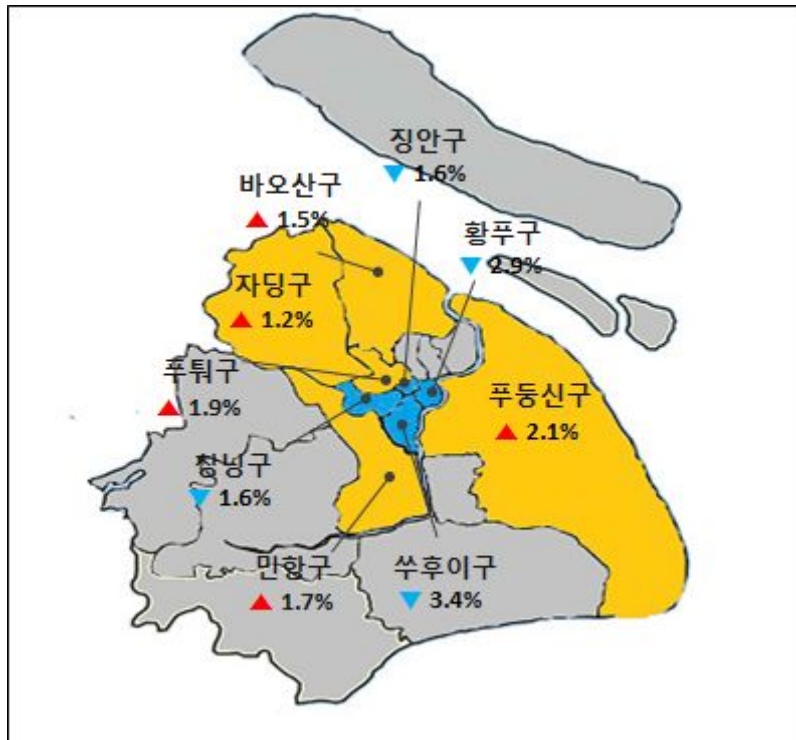 징안구
▼ 1.6%
바오산구
▲ 1.5%
황푸구
▼ 2.9%
자딩구
▲ 1.2%
푸퉈구
▲ 1.9%
푸둥신구
▲ 2.1%
창닝구
▼ 1.6%
민항구
▲ 1.7%
쑤후이구
▼ 3.4%